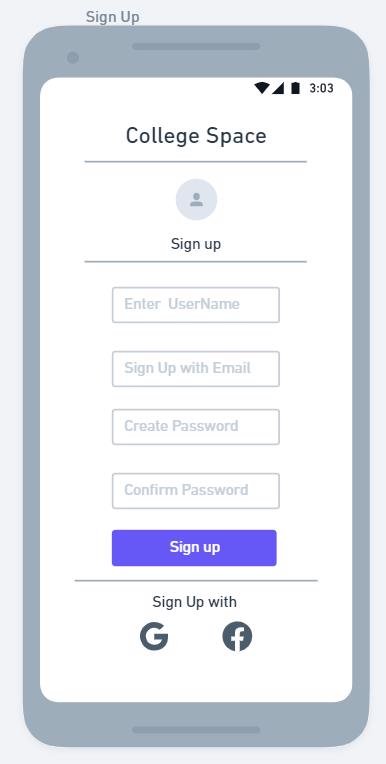 Sign Up
3:03
College Space
Sign up
Enter UserName
Sign Up with Email
Create Password
Confirm Password
Sign up
Sign Up with